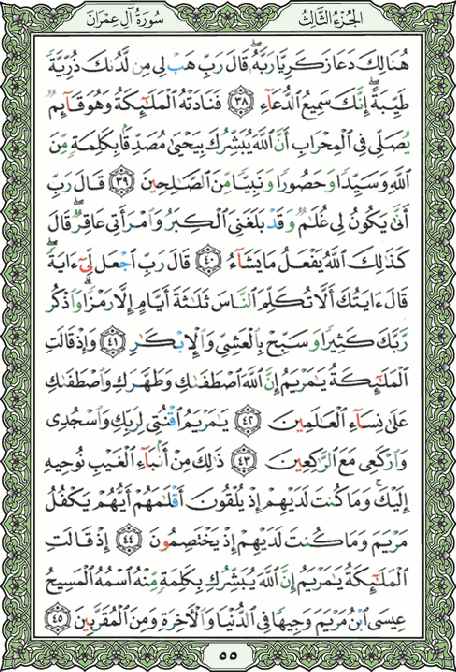 سُورَةُ آلِ عِمْرَان الجُزْءُ الثَّالِثُ
هُنَالِكَ دَعَا زَكَرِيَّا رَبَّهُۥ ۖ قَالَ رَبِّ هَبْ لِى مِن لَّدُنكَ ذُرِّيَّةً
طَيِّبَةً ۖ إِنَّكَ سَمِيعُ ٱلدُّعَآءِ ٣٨ فَنَادَتْهُ ٱلْمَلَٰٓئِكَةُ وَهُوَ قَآئِمٌ
يُصَلِّى فِى ٱلْمِحْرَابِ أَنَّ ٱللَّهَ يُبَشِّرُكَ بِيَحْيَىٰ مُصَدِّقًۢا بِكَلِمَةٍ مِّنَ
ٱللَّهِ وَسَيِّدًا وَحَصُورًا وَنَبِيًّا مِّنَ ٱلصَّٰلِحِينَ ٣٩ قَالَ رَبِّ
أَنَّىٰ يَكُونُ لِى غُلَٰمٌ وَقَدْ بَلَغَنِىَ ٱلْكِبَرُ وَٱمْرَأَتِى عَاقِرٌ ۖ قَالَ
كَذَٰلِكَ ٱللَّهُ يَفْعَلُ مَا يَشَآءُ ٤٠ قَالَ رَبِّ ٱجْعَل لِّىٓ ءَايَةً ۖ
قَالَ ءَايَتُكَ أَلَّا تُكَلِّمَ ٱلنَّاسَ ثَلَٰثَةَ أَيَّامٍ إِلَّا رَمْزًا ۗ وَٱذْكُر
رَّبَّكَ كَثِيرًا وَسَبِّحْ بِٱلْعَشِىِّ وَٱلْإِبْكَٰرِ ٤١ وَإِذْ قَالَتِ
ٱلْمَلَٰٓئِكَةُ يَٰمَرْيَمُ إِنَّ ٱللَّهَ ٱصْطَفَىٰكِ وَطَهَّرَكِ وَٱصْطَفَىٰكِ
عَلَىٰ نِسَآءِ ٱلْعَٰلَمِينَ ٤٢ يَٰمَرْيَمُ ٱقْنُتِى لِرَبِّكِ وَٱسْجُدِى
وَٱرْكَعِى مَعَ ٱلرَّٰكِعِينَ ٤٣ ذَٰلِكَ مِنْ أَنۢبَآءِ ٱلْغَيْبِ نُوحِيهِ
إِلَيْكَ ۚ وَمَا كُنتَ لَدَيْهِمْ إِذْ يُلْقُونَ أَقْلَٰمَهُمْ أَيُّهُمْ يَكْفُلُ
مَرْيَمَ وَمَا كُنتَ لَدَيْهِمْ إِذْ يَخْتَصِمُونَ ٤٤ إِذْ قَالَتِ
ٱلْمَلَٰٓئِكَةُ يَٰمَرْيَمُ إِنَّ ٱللَّهَ يُبَشِّرُكِ بِكَلِمَةٍ مِّنْهُ ٱسْمُهُ ٱلْمَسِيحُ
عِيسَى ٱبْنُ مَرْيَمَ وَجِيهًا فِى ٱلدُّنْيَا وَٱلْءَاخِرَةِ وَمِنَ ٱلْمُقَرَّبِينَ ٤٥
٥٥